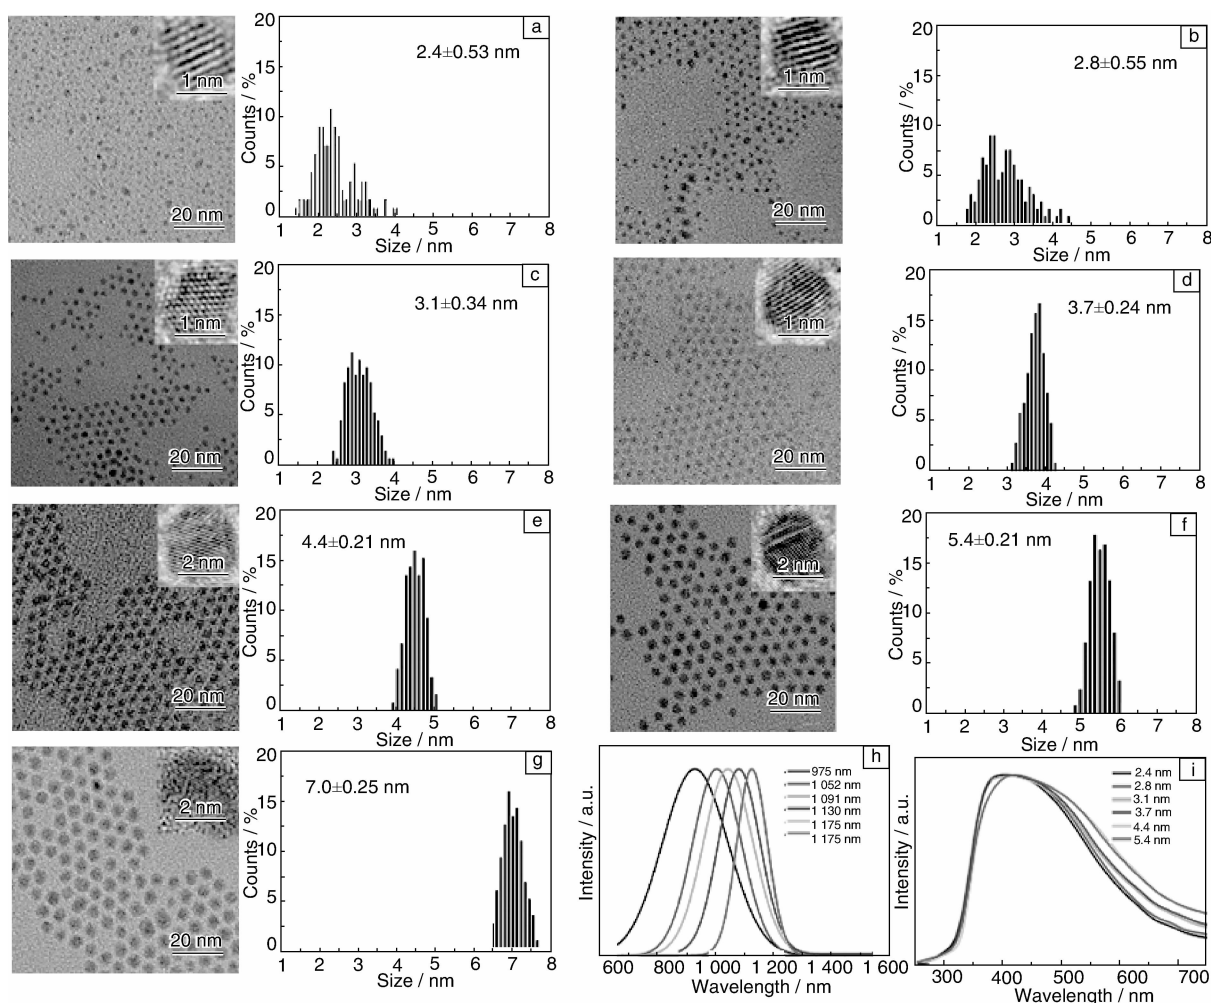 a
2.4±0.53 nm
1 nm
20 nm
Counts / %
20
15
10
5
0
1 2 3 4 5 6 7 8
Size / nm
b
2.8±0.55 nm
1 nm
20 nm
Counts / %
20
15
10
5
0
1 2 3 4 5 6 7 8
Size / nm
c
3.1±0.34 nm
1 nm
20 nm
Counts / %
20
15
10
5
0
1 2 3 4 5 6 7 8
Size / nm
d
3.7±0.24 nm
1 nm
20 nm
Counts / %
20
15
10
5
0
1 2 3 4 5 6 7 8
Size / nm
e
4.4±0.21 nm
2 nm
20 nm
Counts / %
20
15
10
5
0
1 2 3 4 5 6 7 8
Size / nm
f
5.4±0.21 nm
2 nm
20 nm
Counts / %
20
15
10
5
0
1 2 3 4 5 6 7 8
Size / nm
g
7.0±0.25 nm
2 nm
20 nm
Counts / %
20
15
10
5
0
1 2 3 4 5 6 7 8
Size / nm
h
975 nm
1 052 nm
1 091 nm
1 130 nm
1 175 nm
1 175 nm
Intensity / a.u.
600 800 1 000 1 200 1 400 1 600
Wavelength / nm
i
2.4 nm
2.8 nm
3.1 nm
3.7 nm
4.4 nm
5.4 nm
Intensity / a.u.
300 400 500 600 700
Wavelength / nm